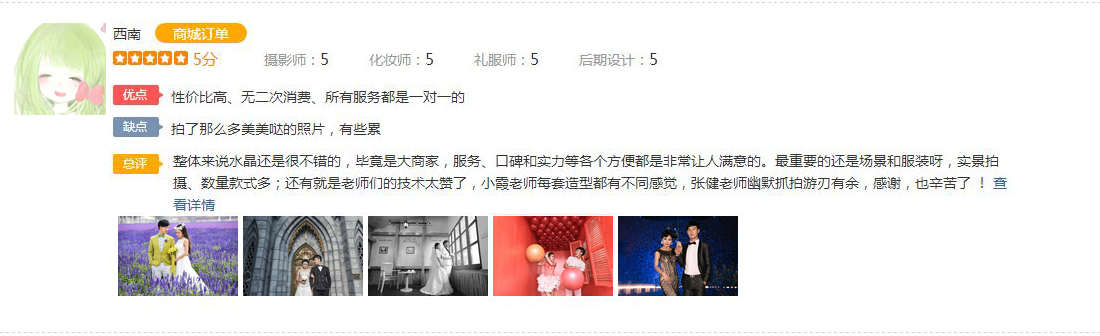 西南 商城订单
5分 摄影师：5 化妆师：5 礼服师：5 后期设计：5
优点 性价比高、无二次消费、所有服务都是一对一的
缺点 拍了那么多美美哒的照片，有些累
总评 整体来说水晶还是很不错的，毕竟是大商家，服务、口碑和实力等各个方便都是非常让人满意的。最重要的还是场景和服装呀，实景拍
摄、数量款式多；还有就是老师们的技术太赞了，小霞老师每套造型都有不同感觉，张健老师幽默抓拍游刃有余，感谢，也辛苦了 ！查
看详情